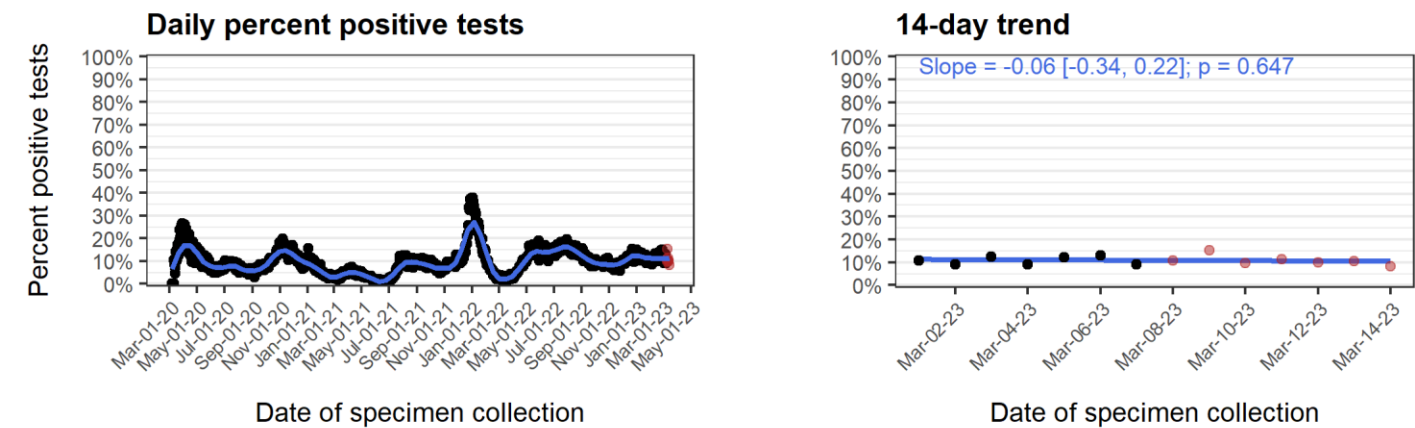 Daily percent positive tests
Percent positive tests
100%
90%
80%
70%
60%
50%
40%
30%
20%
10%
0%
Mar-01-20
May-01-20
Jul-01-20
Sep-01-20
Nov-01-20
Jan-01-21
Mar-01-21
May-01-21
Jul-01-21
Sep-01-21
Nov-01-21
Jan-01-22
Mar-01-22
May-01-22
Jul-01-22
Sep-01-22
Nov-01-22
Jan-01-23
Mar-01-23
May-01-23
Date of specimen collection
14-day trend
Slope = -0.06 [-0.34, 0.22]; p = 0.647
100%
90%
80%
70%
60%
50%
40%
30%
20%
10%
0%
Mar-02-23
Mar-04-23
Mar-06-23
Mar-08-23
Mar-10-23
Mar-12-23
Mar-14-23
Date of specimen collection